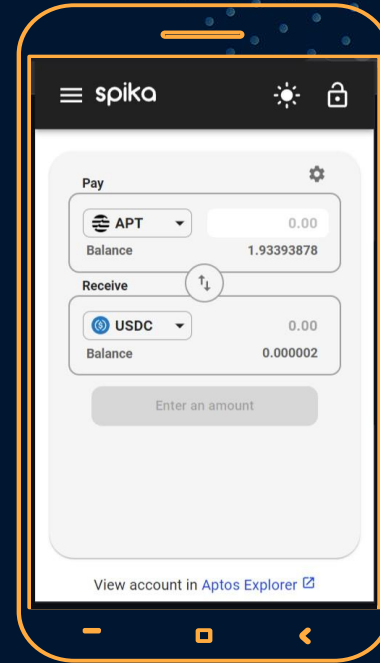 spika
Pay
APT 0.00
Balance 1.93393878
Receive
USDC 0.00
Balance 0.000002
Enter an amount
View account in Aptos Explorer